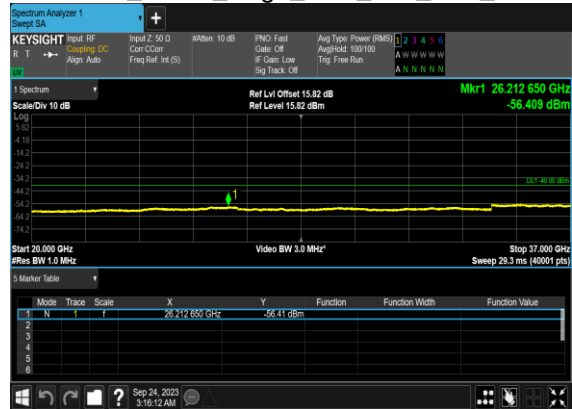 Spectrum Analyzer 1
Swept SA
+
KEYSIGHT Input: RF Input Z: 50 Ω #Atten: 10 dB PNO: Fast Avg Type: Power (RMS) 1 2 3 4 5 6
R T Coupling: DC Corr CCorr Gate: Off Avg|Hold: 100/100 A W W W W W
Align: Auto Freq Ref: Int (S) IF Gain: Low Trig: Free Run A N N N N N
Sig Track: Off
1 Spectrum Ref Lvl Offset 15.82 dB Mkr1 26.212 650 GHz
Scale/Div 10 dB Ref Level 15.82 dBm -56.409 dBm
Log
5.82
-4.18
-14.2
-24.2
-34.2
-44.2
-54.2
-64.2
-74.2
1
Start 20.000 GHz Video BW 3.0 MHz* Stop 37.000 GHz
#Res BW 1.0 MHz Sweep 29.3 ms (40001 pts)
5 Marker Table
Mode Trace Scale X Y Function Function Width Function Value
1 N 1 f 26.212 650 GHz -56.41 dBm
2
3
4
5
6
? Sep 24, 2023
3:16:12 AM